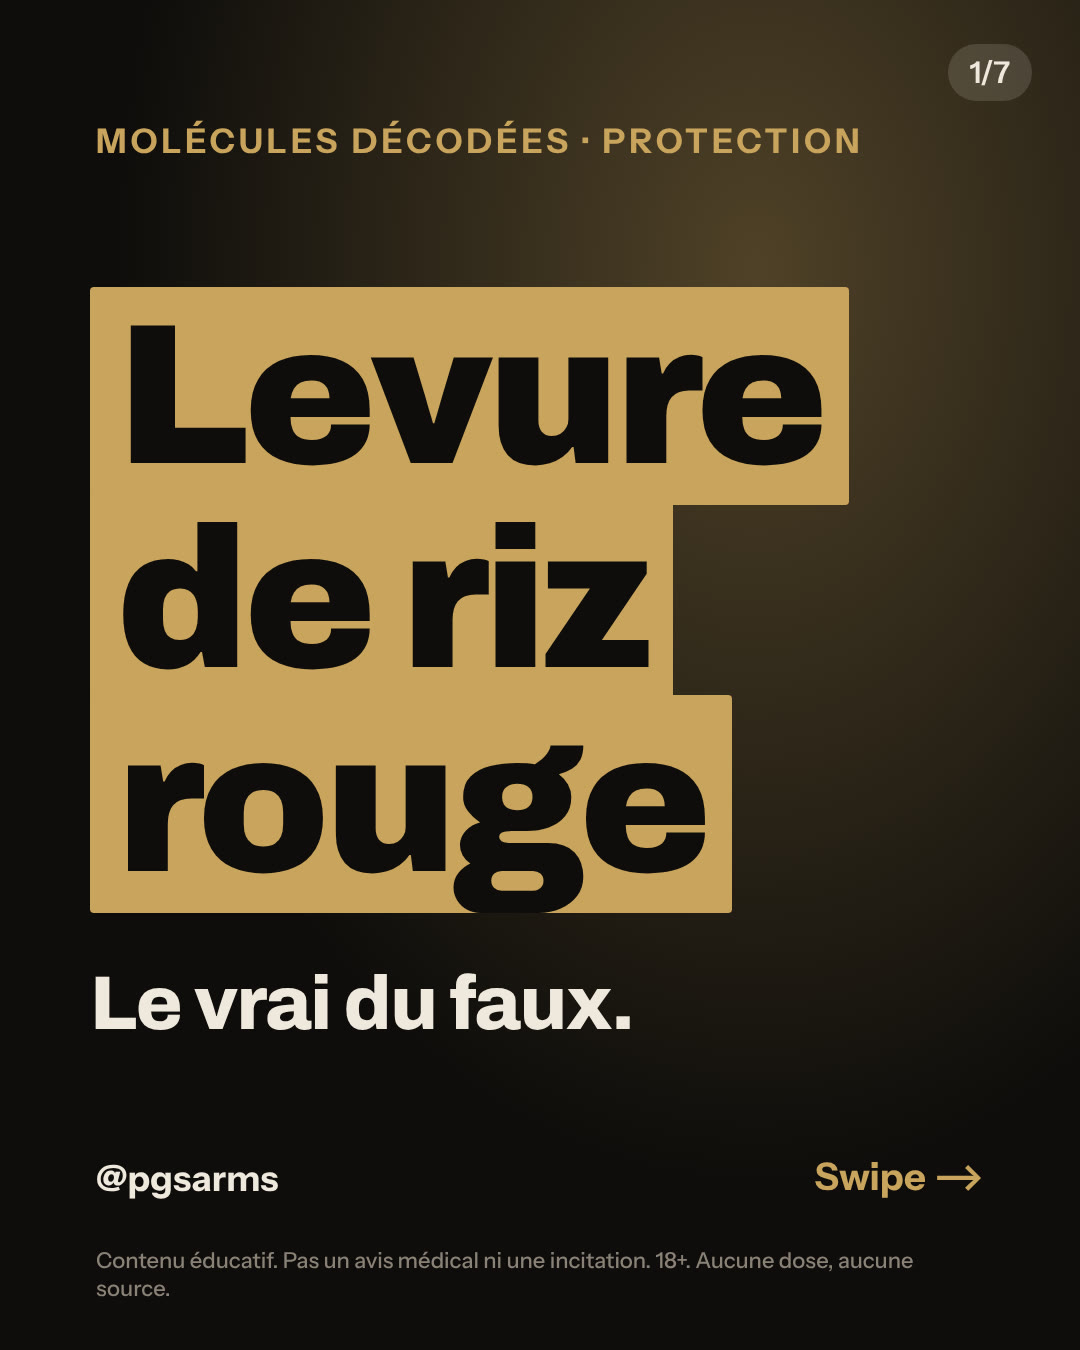 1/7
MOLÉCULES DÉCODÉES · PROTECTION
Levure
de riz
rouge
Le vrai du faux.
@pgsarms
Swipe →
Contenu éducatif. Pas un avis médical ni une incitation. 18+. Aucune dose, aucune
source.